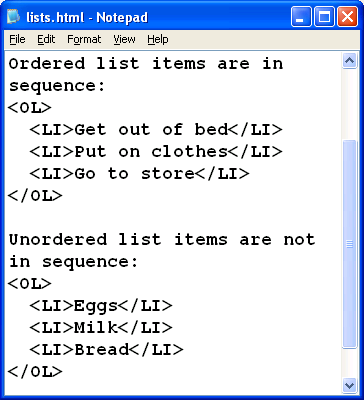 lists.html - Notepad
File Edit Format View Help
Ordered list items are in
sequence:
<OL>
  <LI>Get out of bed</LI>
  <LI>Put on clothes</LI>
  <LI>Go to store</LI>
</OL>

Unordered list items are not
in sequence:
<OL>
  <LI>Eggs</LI>
  <LI>Milk</LI>
  <LI>Bread</LI>
</OL>